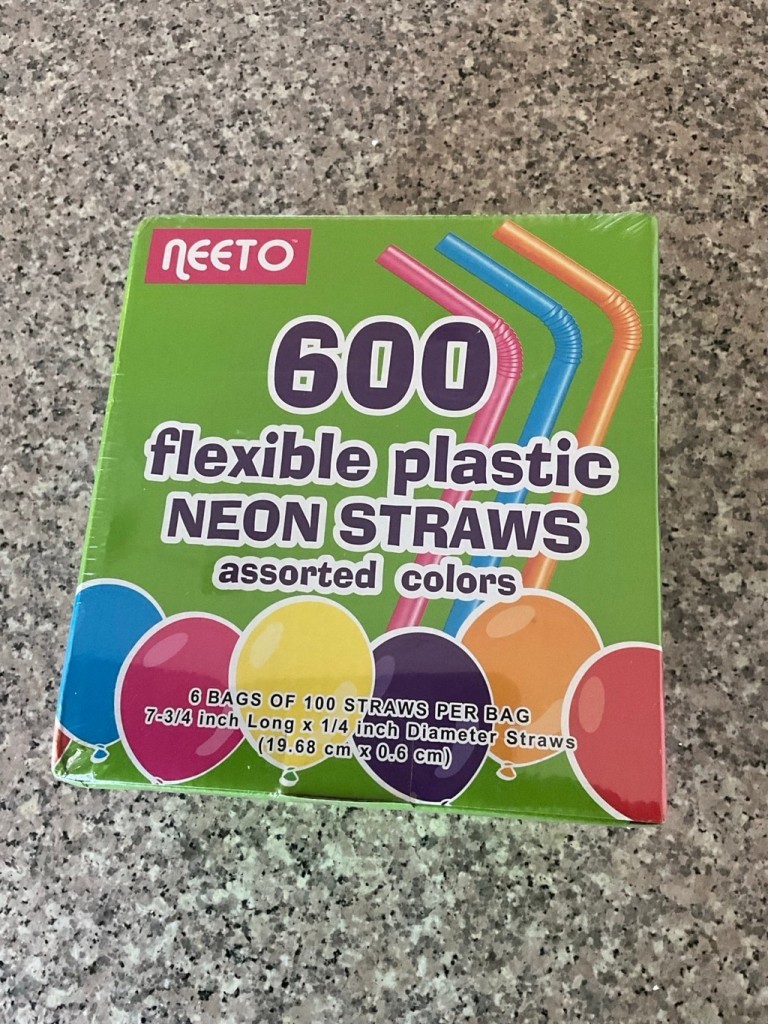 NEETO™
600
flexible plastic
NEON STRAWS
assorted colors
6 BAGS OF 100 STRAWS PER BAG
7-3/4 inch Long x 1/4 inch Diameter Straws
(19.68 cm x 0.6 cm)